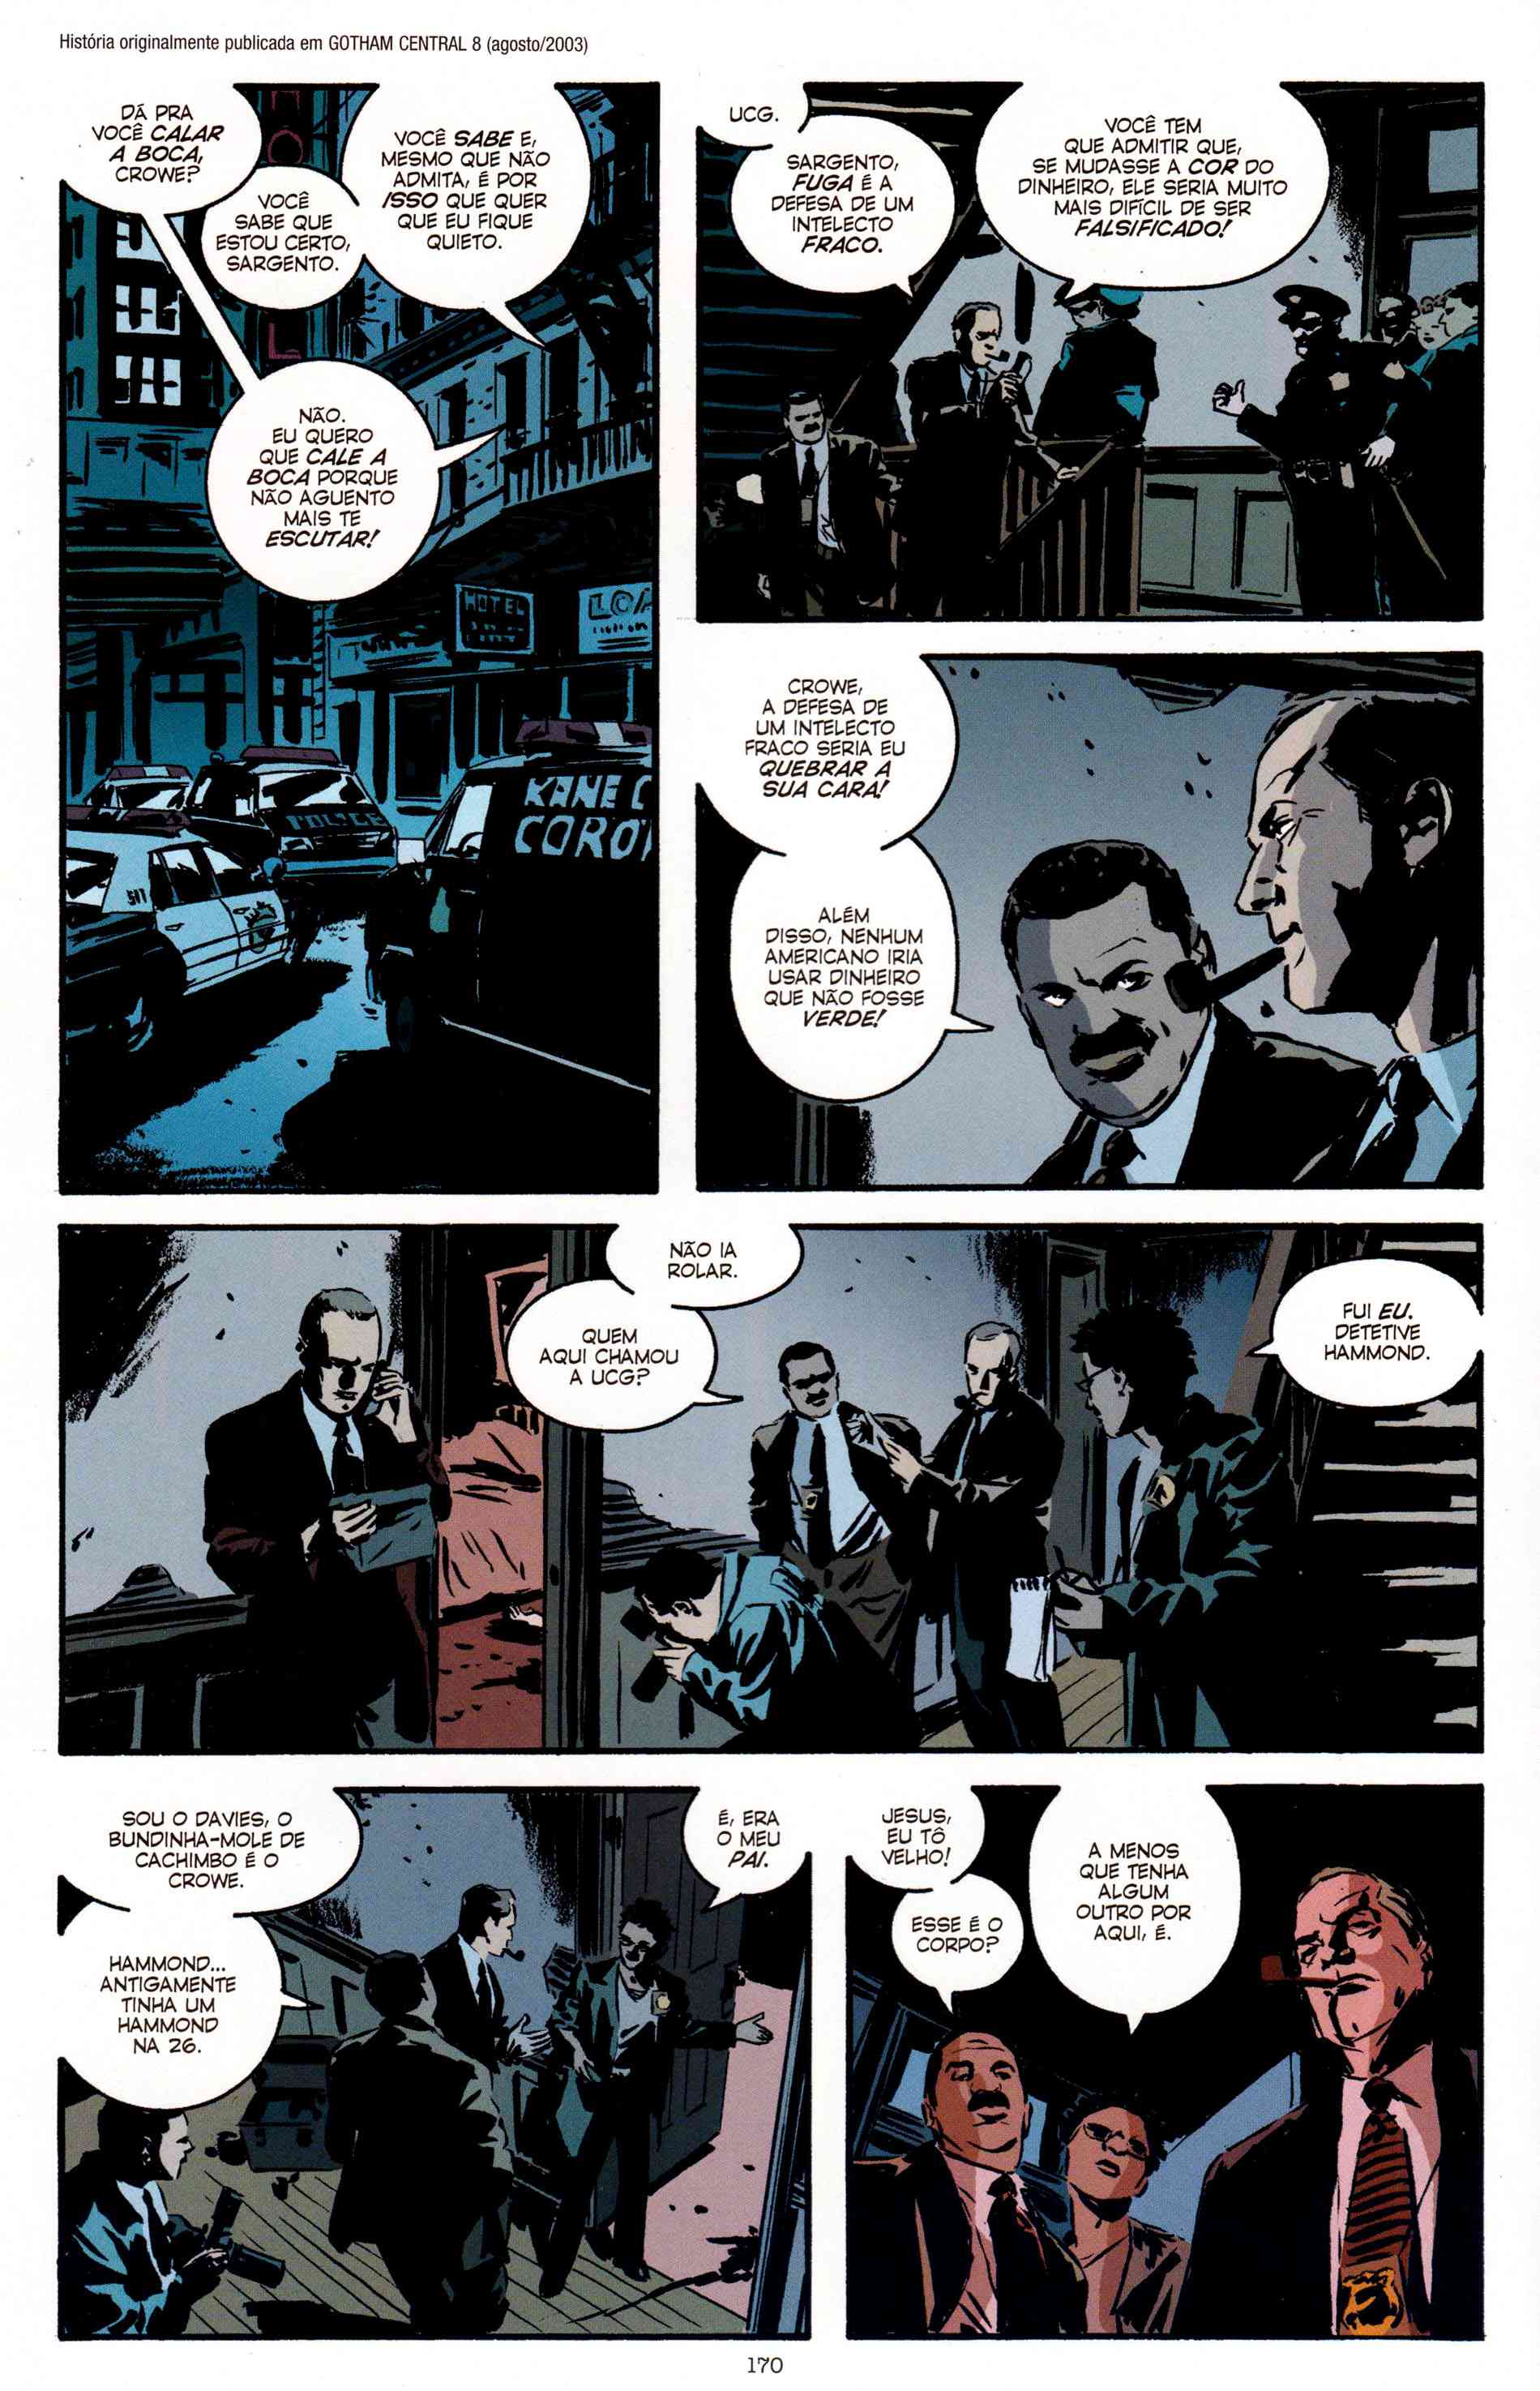 História originalmente publicada em GOTHAM CENTRAL 8 (agosto/2003)
DÁ PRA
VOCÊ CALAR
A BOCA,
CROWE?
VOCÊ
SABE QUE
ESTOU CERTO,
SARGENTO.
VOCÊ SABE E,
MESMO QUE NÃO
ADMITA, É POR
ISSO QUE QUER
QUE EU FIQUE
QUIETO.
NÃO.
EU QUERO
QUE CALE A
BOCA PORQUE
NÃO AGUENTO
MAIS TE
ESCUTAR!
HOTEL
LOA
POLICE
KANE C
CORO
UCG.
SARGENTO,
FUGA É A
DEFESA DE UM
INTELECTO
FRACO.
VOCÊ TEM
QUE ADMITIR QUE,
SE MUDASSE A COR DO
DINHEIRO, ELE SERIA MUITO
MAIS DIFÍCIL DE SER
FALSIFICADO!
CROWE,
A DEFESA DE
UM INTELECTO
FRACO SERIA EU
QUEBRAR A
SUA CARA!
ALÉM
DISSO, NENHUM
AMERICANO IRIA
USAR DINHEIRO
QUE NÃO FOSSE
VERDE!
NÃO IA
ROLAR.
QUEM
AQUI CHAMOU
A UCG?
FUI EU.
DETETIVE
HAMMOND.
SOU O DAVIES, O
BUNDINHA-MOLE DE
CACHIMBO É O
CROWE.
HAMMOND...
ANTIGAMENTE
TINHA UM
HAMMOND
NA 26.
É, ERA
O MEU
PAI.
JESUS,
EU TÔ
VELHO!
ESSE É O
CORPO?
A MENOS
QUE TENHA
ALGUM
OUTRO POR
AQUI, É.
170